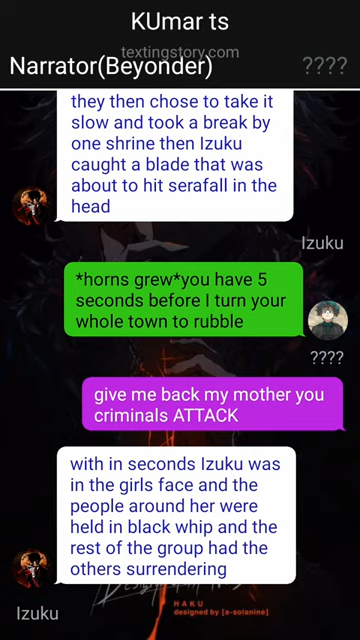 KUmar ts
textingstory.com
Narrator(Beyonder)
????
they then chose to take it
slow and took a break by
one shrine then Izuku
caught a blade that was
about to hit serafall in the
head
Izuku
*horns grew*you have 5
seconds before I turn your
whole town to rubble
????
give me back my mother you
criminals ATTACK
with in seconds Izuku was
in the girls face and the
people around her were
held in black whip and the
rest of the group had the
others surrendering
HAKU
designed by [a-solanine]
Izuku